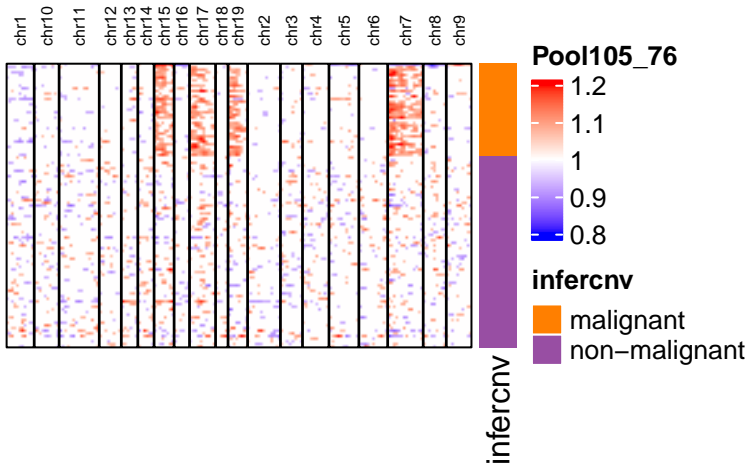 chr1
chr10
chr11
chr12
chr13
chr14
chr15
chr16
chr17
chr18
chr19
chr2
chr3
chr4
chr5
chr6
chr7
chr8
chr9
Pool105_76
1.2
1.1
1
0.9
0.8
infercnv
malignant
non−malignant
infercnv